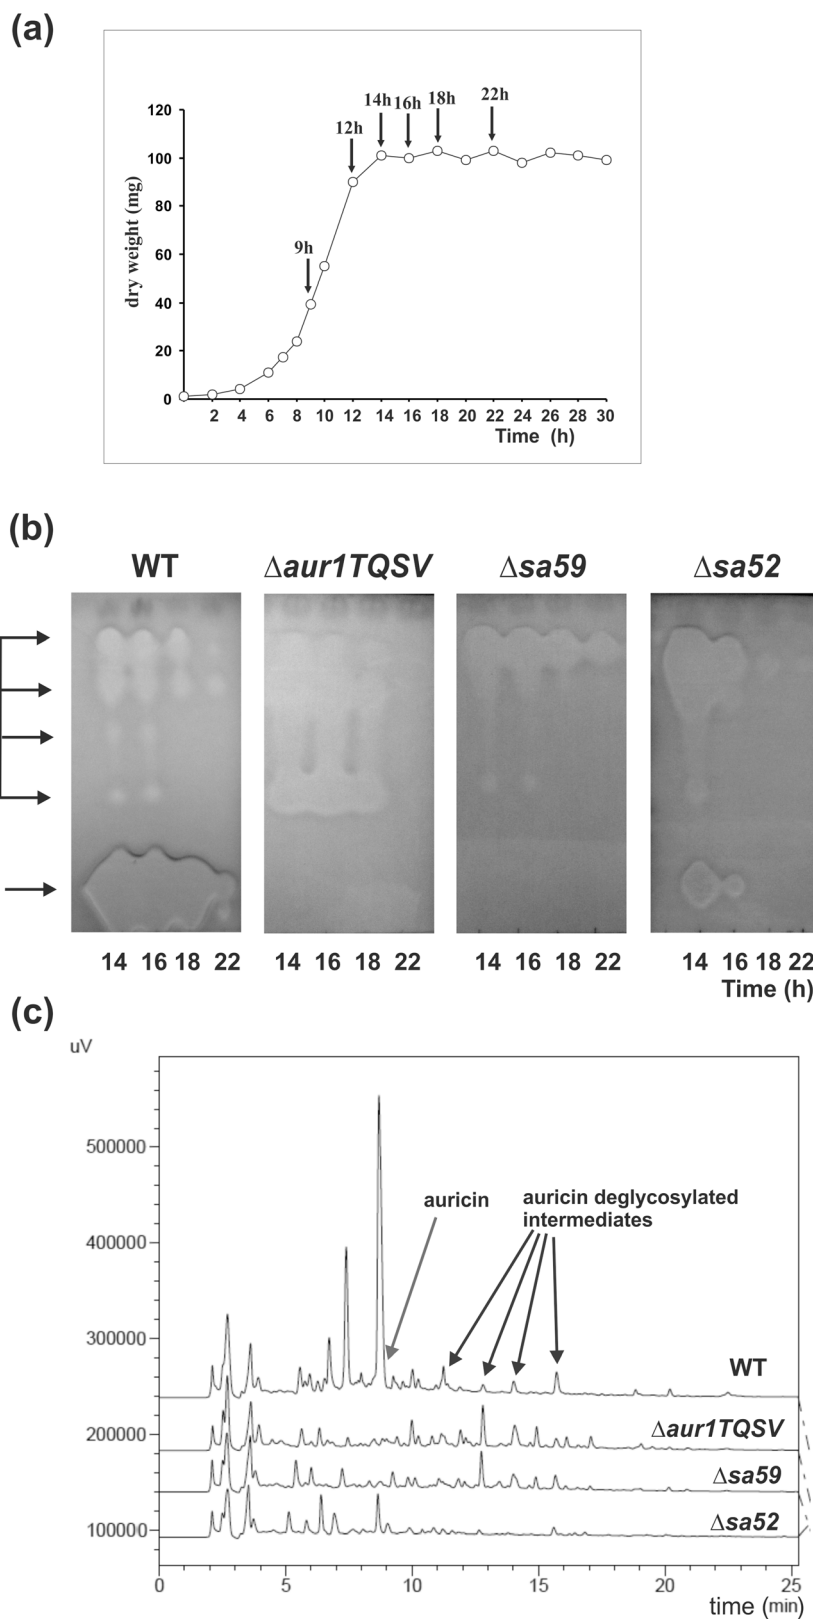 (a)
120
100
80
60
40
20
0
dry weight (mg)
9h
12h
14h
16h
18h
22h
2 4 6 8 10 12 14 16 18 20 22 24 26 28 30
Time (h)
(b)
WT
Δaur1TQSV
Δsa59
Δsa52
14 16 18 22
14 16 18 22
14 16 18 22
14 16 18 22
Time (h)
(c)
uV
500000
400000
300000
200000
100000
auricin
auricin deglycosylated
intermediates
WT
Δaur1TQSV
Δsa59
Δsa52
0 5 10 15 20 25
time (min)